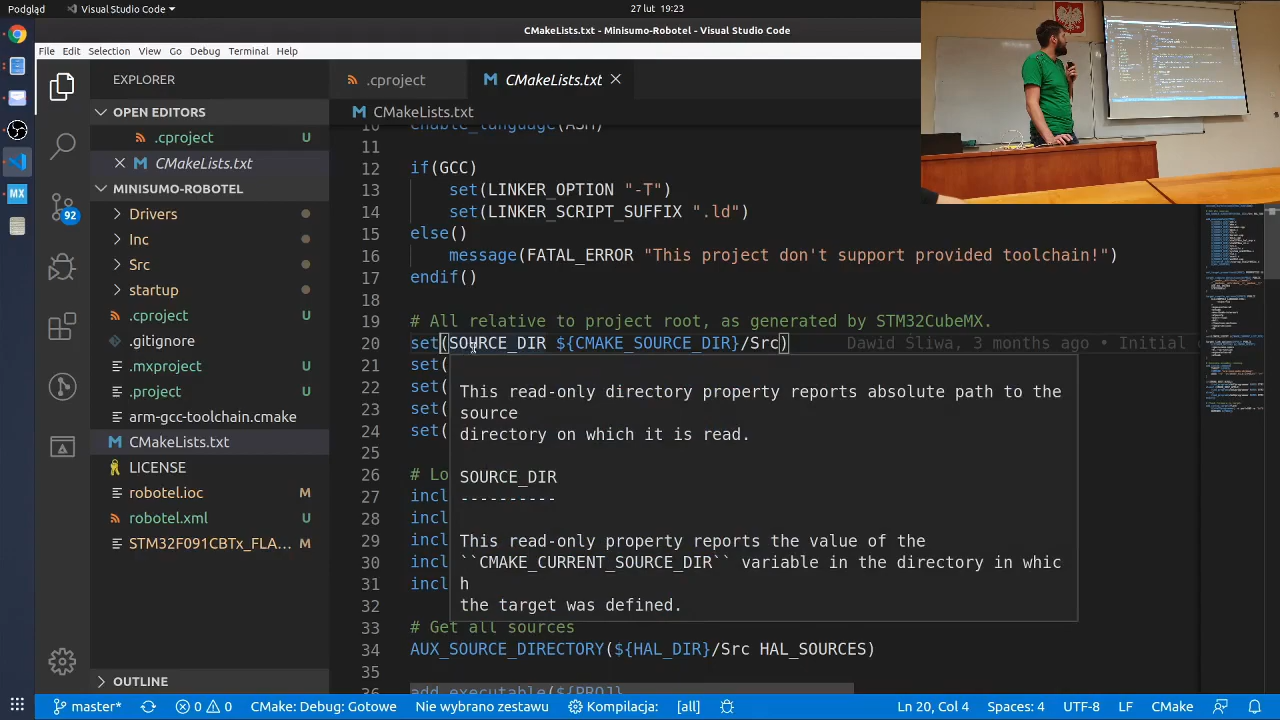 Podgląd
Visual Studio Code
27 lut 19:23
CMakeLists.txt - Minisumo-Robotel - Visual Studio Code
File Edit Selection View Go Debug Terminal Help
EXPLORER
.cproject
CMakeLists.txt
OPEN EDITORS
.cproject U
CMakeLists.txt
MINISUMO-ROBOTEL
Drivers
Inc
Src
startup
.cproject U
.gitignore
.mxproject U
.project U
arm-gcc-toolchain.cmake
CMakeLists.txt
LICENSE
robotel.ioc M
robotel.xml U
STM32F091CBTx_FLA... M
OUTLINE
92
MX
CMakeLists.txt
10 enable_language(ASM)
11
12 if(GCC)
13 set(LINKER_OPTION "-T")
14 set(LINKER_SCRIPT_SUFFIX ".ld")
15 else()
16 message(FATAL_ERROR "This project don't support provided toolchain!")
17 endif()
18
19 # All relative to project root, as generated by STM32CubeMX.
20 set(SOURCE_ ${CMAKE_SOURCE_DIR}/Src) Dawid Sliwa, 3 months ago • Initial
21 set(
22 set(
23 set(
24 set(
25
26 # Lo
27 incl
28 incl
29 incl
30 incl
31 incl
32
This read-only directory property reports absolute path to the
source
directory on which it is read.
SOURCE_DIR
----------
This read-only property reports the value of the
``CMAKE_CURRENT_SOURCE_DIR`` variable in the directory in whic
h
the target was defined.
33 # Get all sources
34 AUX_SOURCE_DIRECTORY(${HAL_DIR}/Src HAL_SOURCES)
35
36 add_executable(${PROJ}
master* 0 0 CMake: Debug: Gotowe Nie wybrano zestawu Kompilacja: [all] Ln 20, Col 4 Spaces: 4 UTF-8 LF CMake